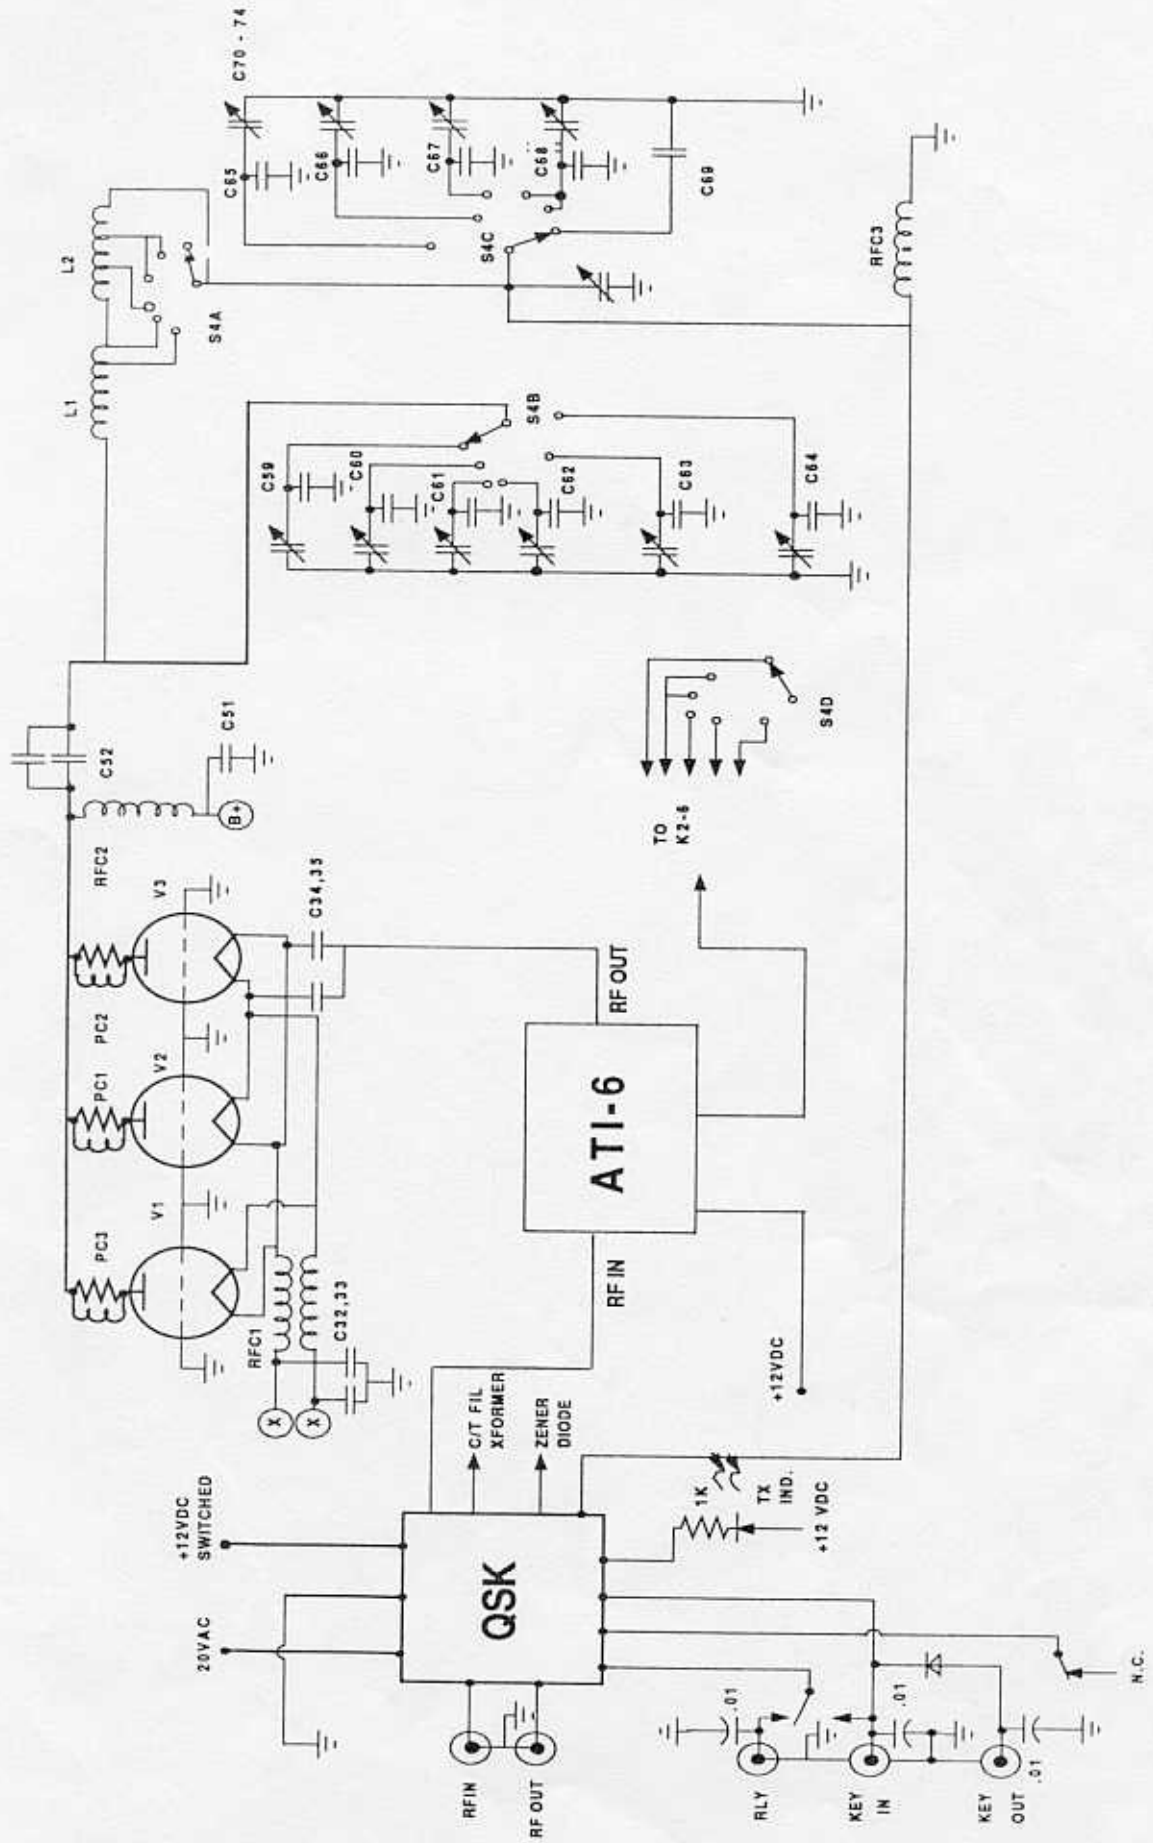 20VAC
+12VDC
SWITCHED
RFIN
RF OUT
QSK
C/T FIL
XFORMER
ZENER
DIODE
RLY
KEY
IN
KEY
OUT
.01
.01
.01
N.C.
1K
TX
IND.
+12 VDC
+12VDC
RF IN
ATI-6
RF OUT
X
X
RFC1
C32,33
PC3
V1
PC1
V2
PC2
V3
C34,35
RFC2
B+
C51
C52
TO
K2-6
S4D
L1
L2
S4A
S4B
C59
C60
C61
C62
C63
C64
S4C
C65
C66
C67
C68
C69
C70 - 74
RFC3